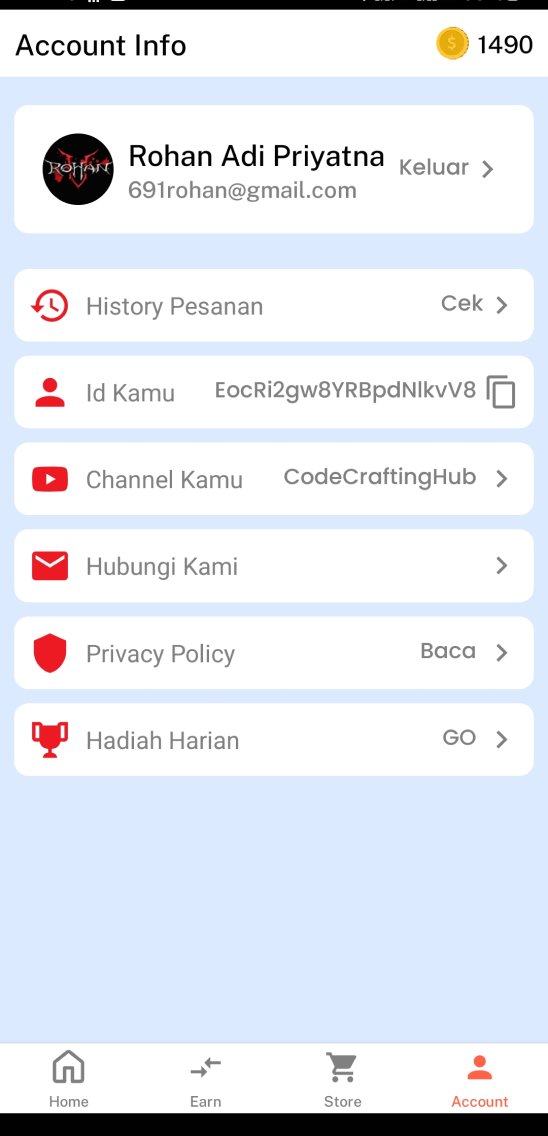 Account Info
1490
ROHAN
Rohan Adi Priyatna
691rohan@gmail.com
Keluar
History Pesanan
Cek
Id Kamu
EocRi2gw8YRBpdNlkvV8
Channel Kamu
CodeCraftingHub
Hubungi Kami
Privacy Policy
Baca
Hadiah Harian
GO
Home
Earn
Store
Account